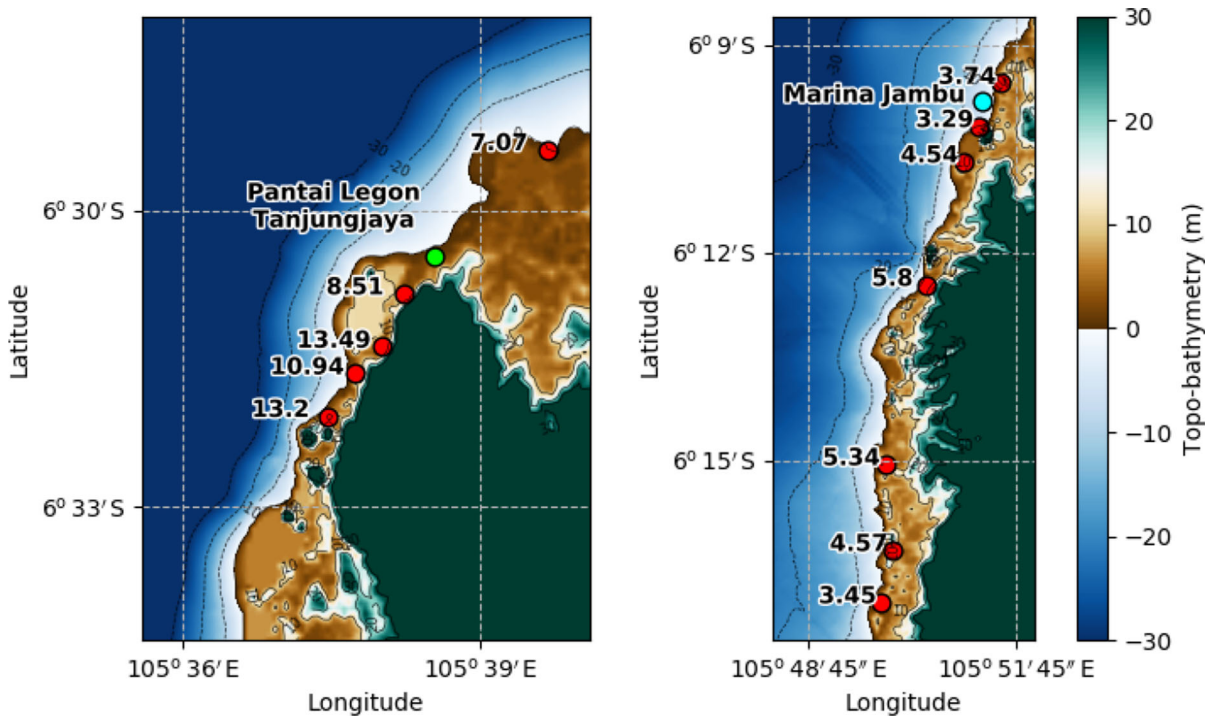 7.07
Pantai Legon
Tanjungjaya
8.51
13.49
10.94
13.2
6⁰ 30′S
6⁰ 33′S
105⁰ 36′E
105⁰ 39′E
Latitude
Longitude
-30
-20
-10
3.74
Marina Jambu
3.29
4.54
5.8
5.34
4.57
3.45
6⁰ 9′S
6⁰ 12′S
6⁰ 15′S
105⁰ 48′45″E
105⁰ 51′45″E
Latitude
Longitude
30
20
10
0
−10
−20
−30
Topo-bathymetry (m)